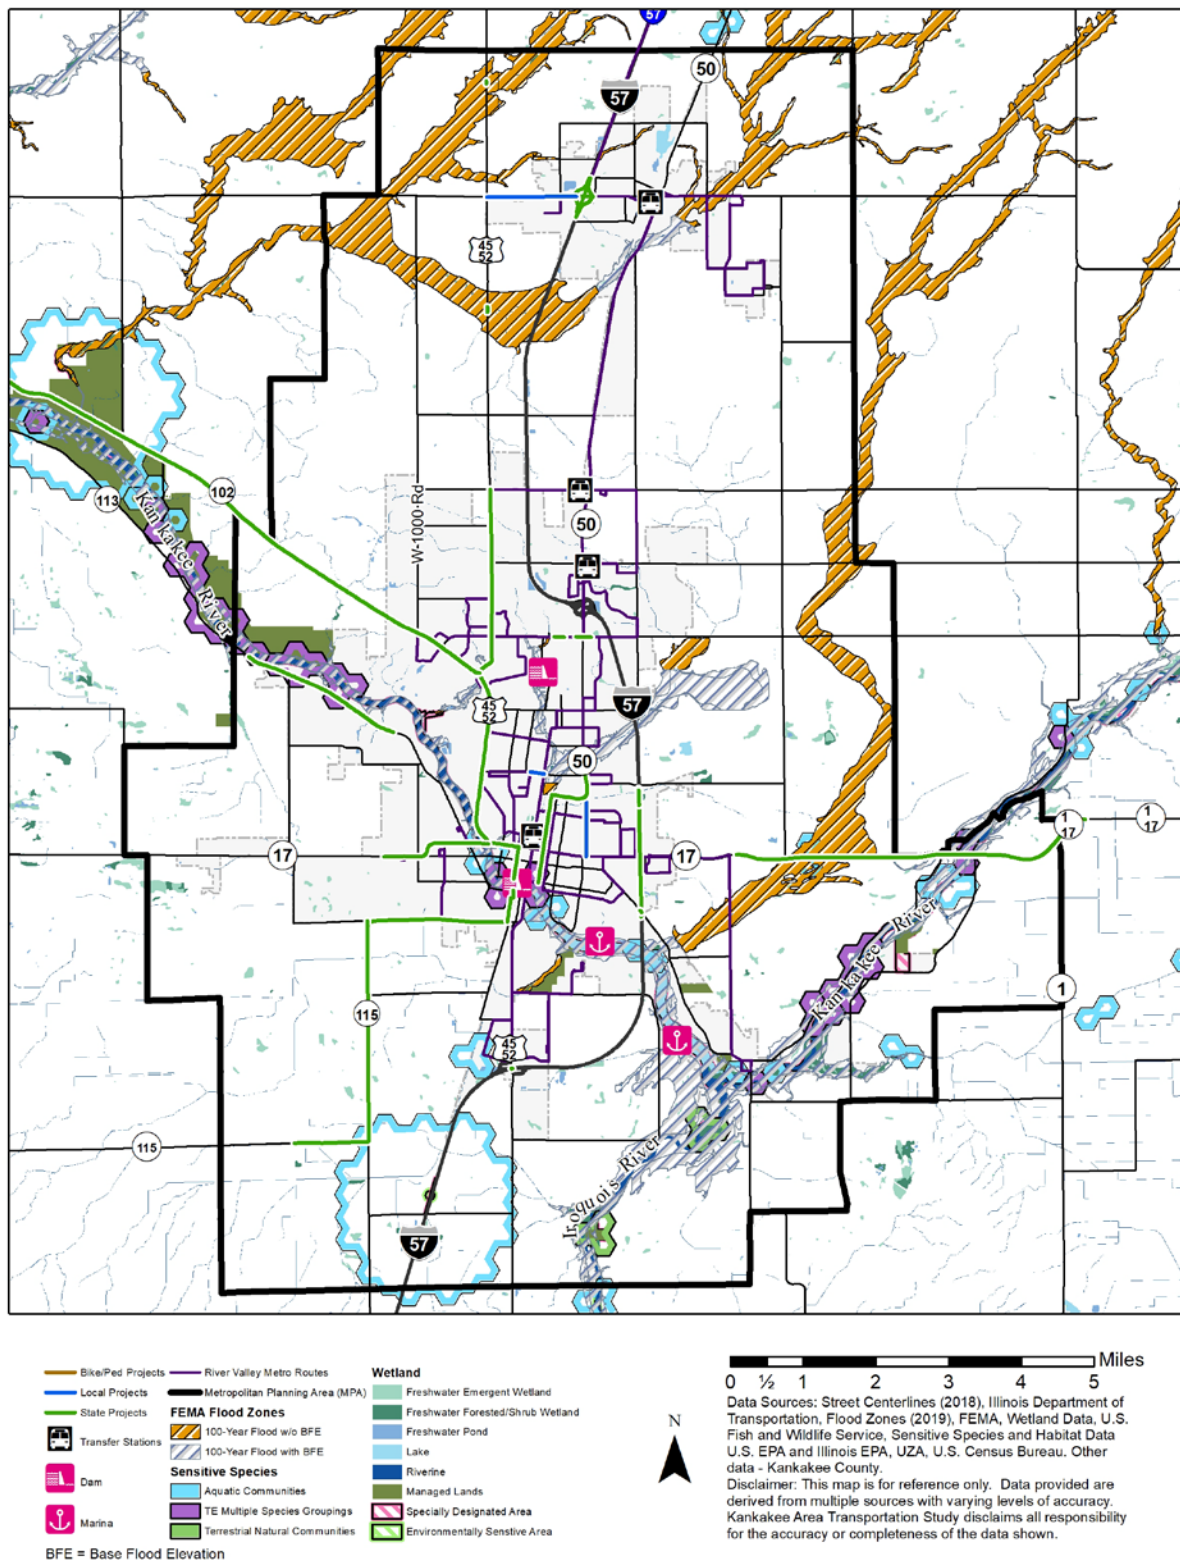 57
50
57
45
52
W-1000-Rd
102
113
50
Kankakee
River
45
52
57
50
1
17
1
17
17
17
Kankakee River
1
115
45
52
115
Iroquois River
57
Bike/Ped Projects
Local Projects
State Projects
Transfer Stations
Dam
Marina
BFE = Base Flood Elevation
River Valley Metro Routes
Metropolitan Planning Area (MPA)
FEMA Flood Zones
100-Year Flood w/o BFE
100-Year Flood with BFE
Sensitive Species
Aquatic Communities
TE Multiple Species Groupings
Terrestrial Natural Communities
Wetland
Freshwater Emergent Wetland
Freshwater Forested/Shrub Wetland
Freshwater Pond
Lake
Riverine
Managed Lands
Specially Designated Area
Environmentally Senstive Area
N
Miles
0 ½ 1 2 3 4 5
Data Sources: Street Centerlines (2018), Illinois Department of
Transportation, Flood Zones (2019), FEMA, Wetland Data, U.S.
Fish and Wildlife Service, Sensitive Species and Habitat Data
U.S. EPA and Illinois EPA, UZA, U.S. Census Bureau. Other
data - Kankakee County.
Disclaimer: This map is for reference only. Data provided are
derived from multiple sources with varying levels of accuracy.
Kankakee Area Transportation Study disclaims all responsibility
for the accuracy or completeness of the data shown.